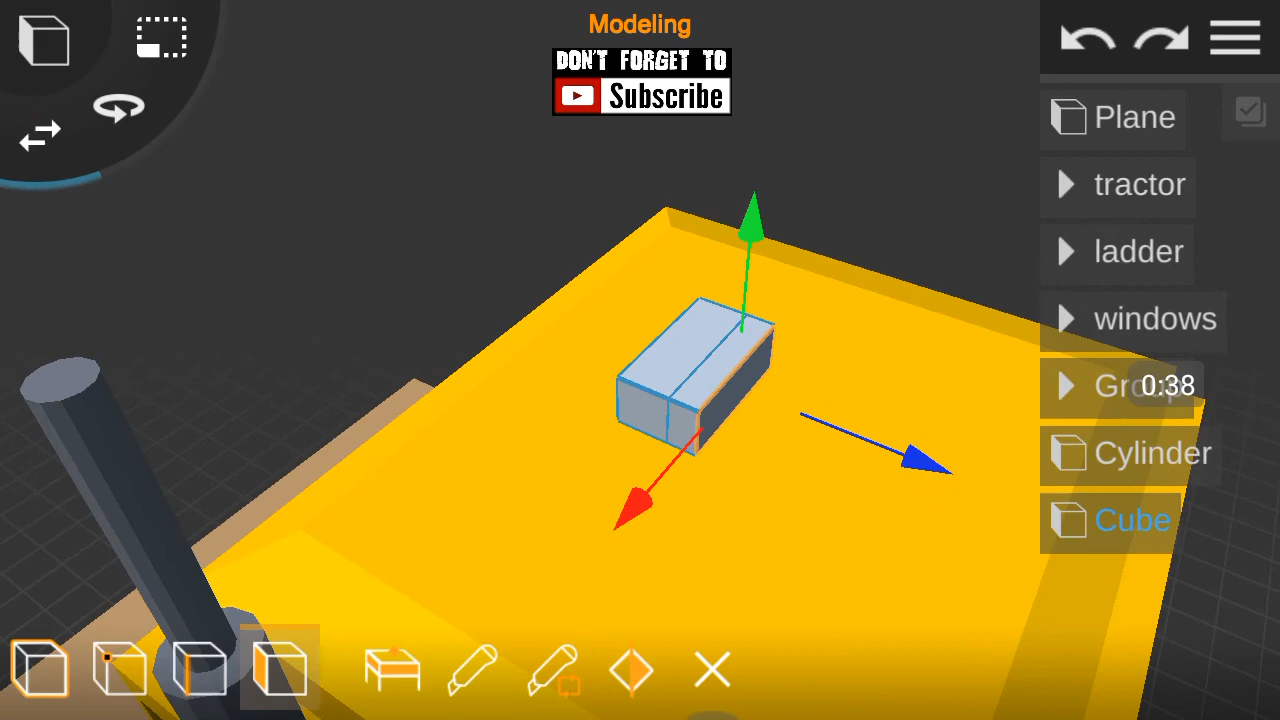 Modeling
DON'T FORGET TO
Subscribe
Plane
tractor
ladder
windows
0:38
Cylinder
Cube